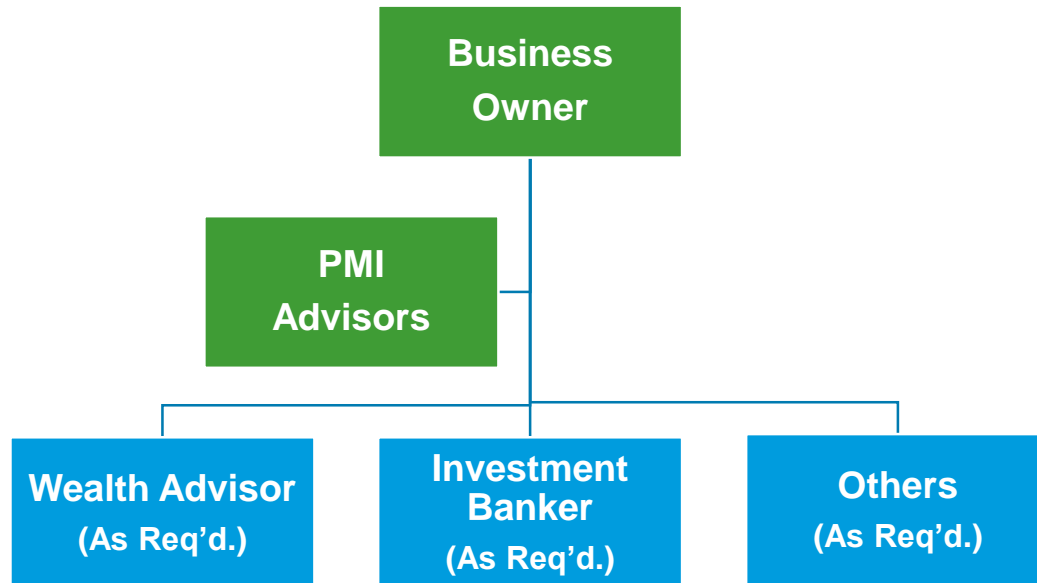 Business
Owner
PMI
Advisors
Wealth Advisor
(As Req’d.)
Investment
Banker
(As Req’d.)
Others
(As Req’d.)